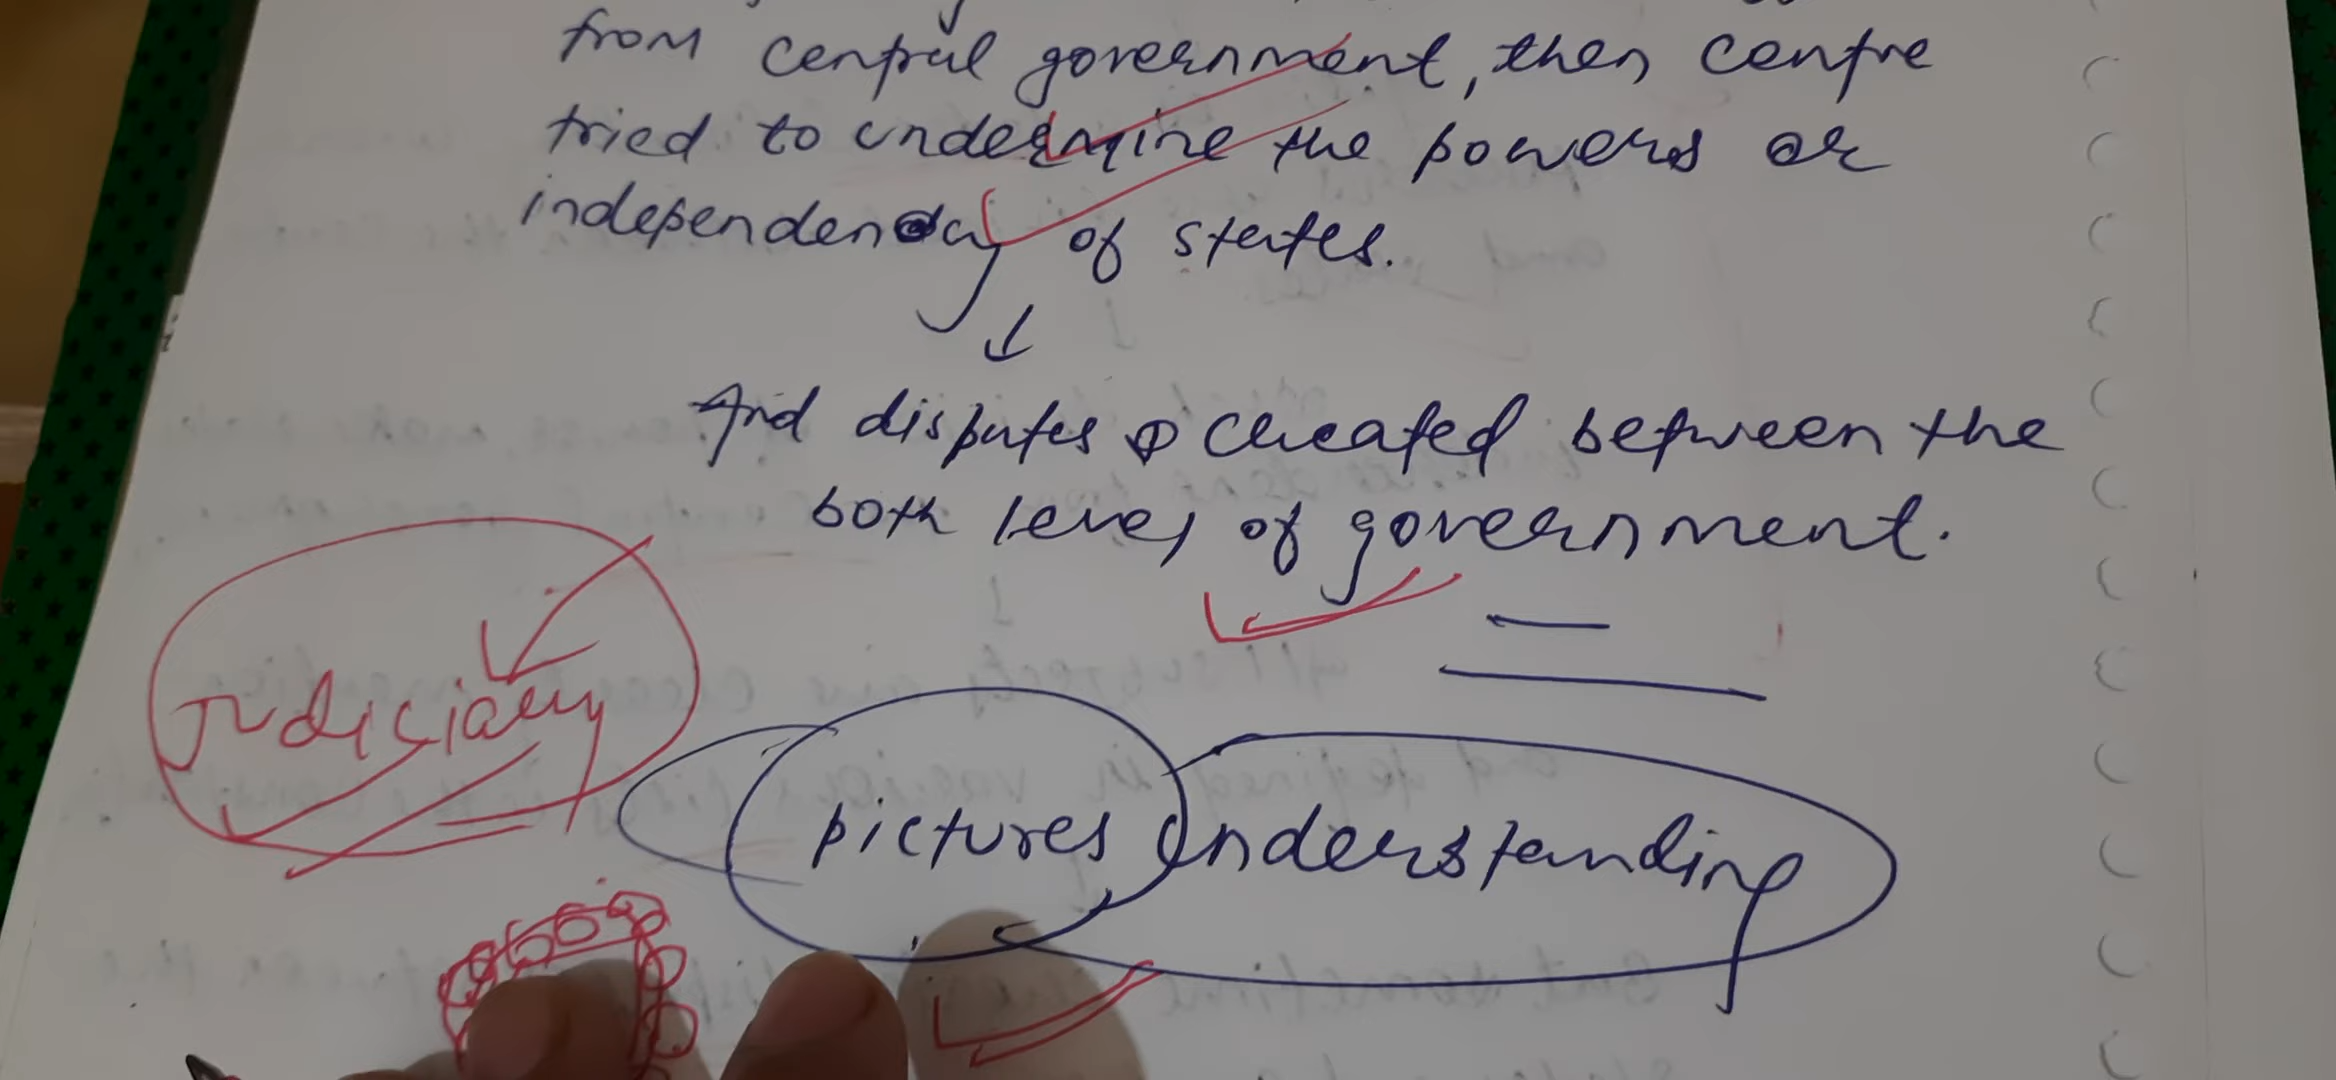 from central government, then centre
tried to undermine the powers or
independency of states.
↓
And disputes created between the
both level of government.
Judiciary
pictures understanding